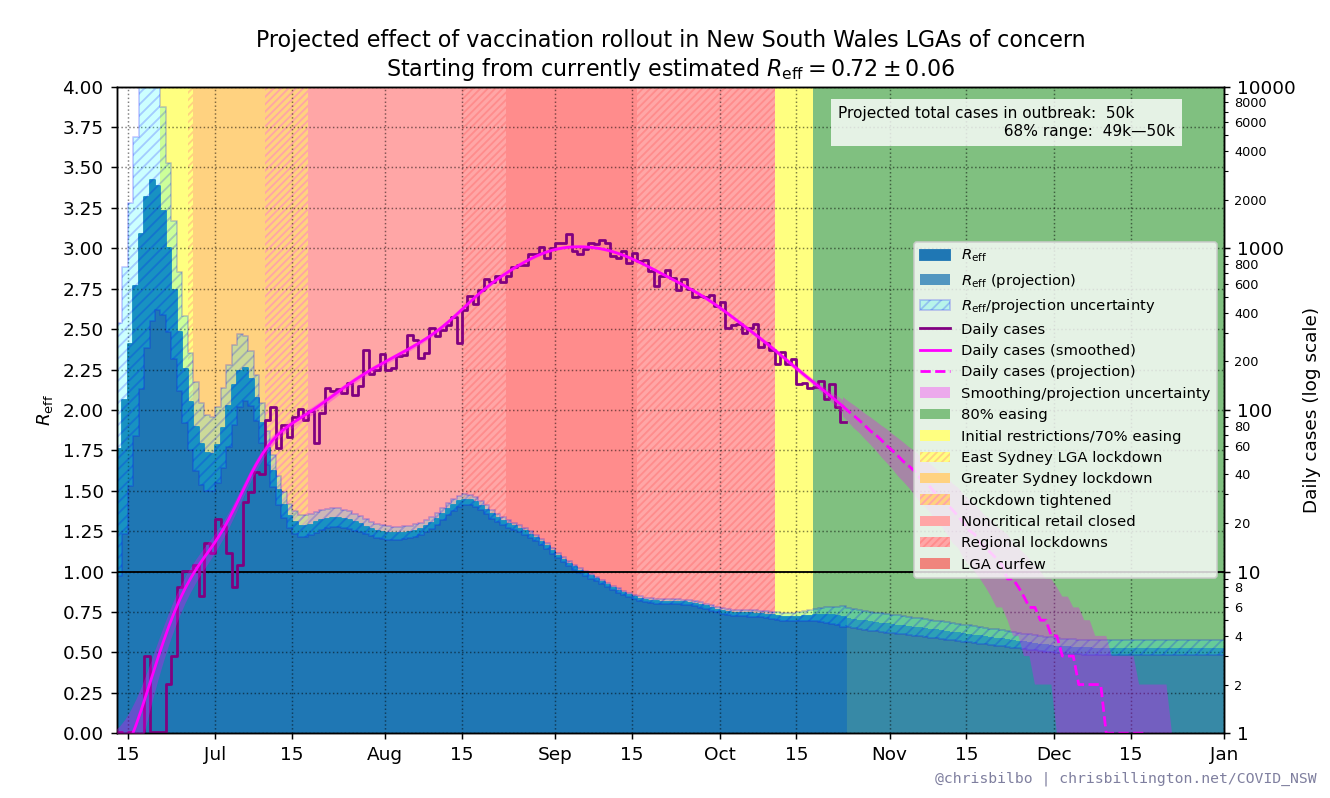 Projected effect of vaccination rollout in New South Wales LGAs of concern
Starting from currently estimated R_eff = 0.72 ± 0.06
Projected total cases in outbreak: 50k
68% range: 49k—50k
4.00
3.75
3.50
3.25
3.00
2.75
2.50
2.25
2.00
1.75
1.50
1.25
1.00
0.75
0.50
0.25
0.00
R_eff
R_eff
R_eff (projection)
R_eff/projection uncertainty
Daily cases
Daily cases (smoothed)
Daily cases (projection)
Smoothing/projection uncertainty
80% easing
Initial restrictions/70% easing
East Sydney LGA lockdown
Greater Sydney lockdown
Lockdown tightened
Noncritical retail closed
Regional lockdowns
LGA curfew
10000
8000
6000
4000
2000
1000
800
600
400
200
100
80
60
40
20
10
8
6
4
2
1
Daily cases (log scale)
15 Jul 15 Aug 15 Sep 15 Oct 15 Nov 15 Dec 15 Jan
@chrisbilbo | chrisbillington.net/COVID_NSW